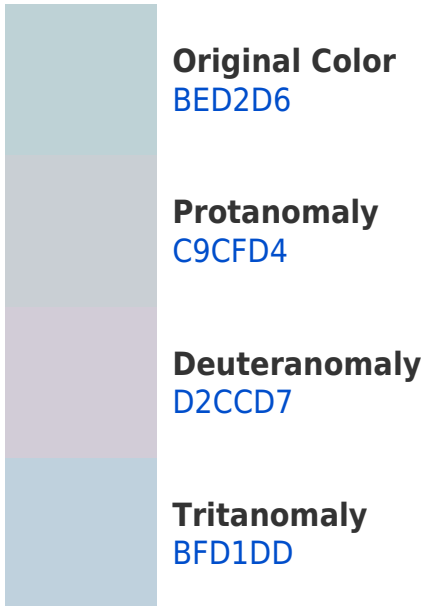 Original Color
BED2D6
Protanomaly
C9CFD4
Deuteranomaly
D2CCD7
Tritanomaly
BFD1DD